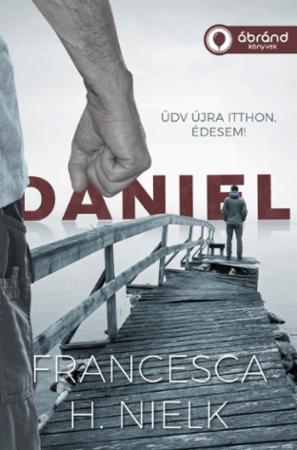 ábránd
könyvek
ÜDV ÚJRA ITTHON,
ÉDESEM!
DANIEL
FRANCESCA
H. NIELK